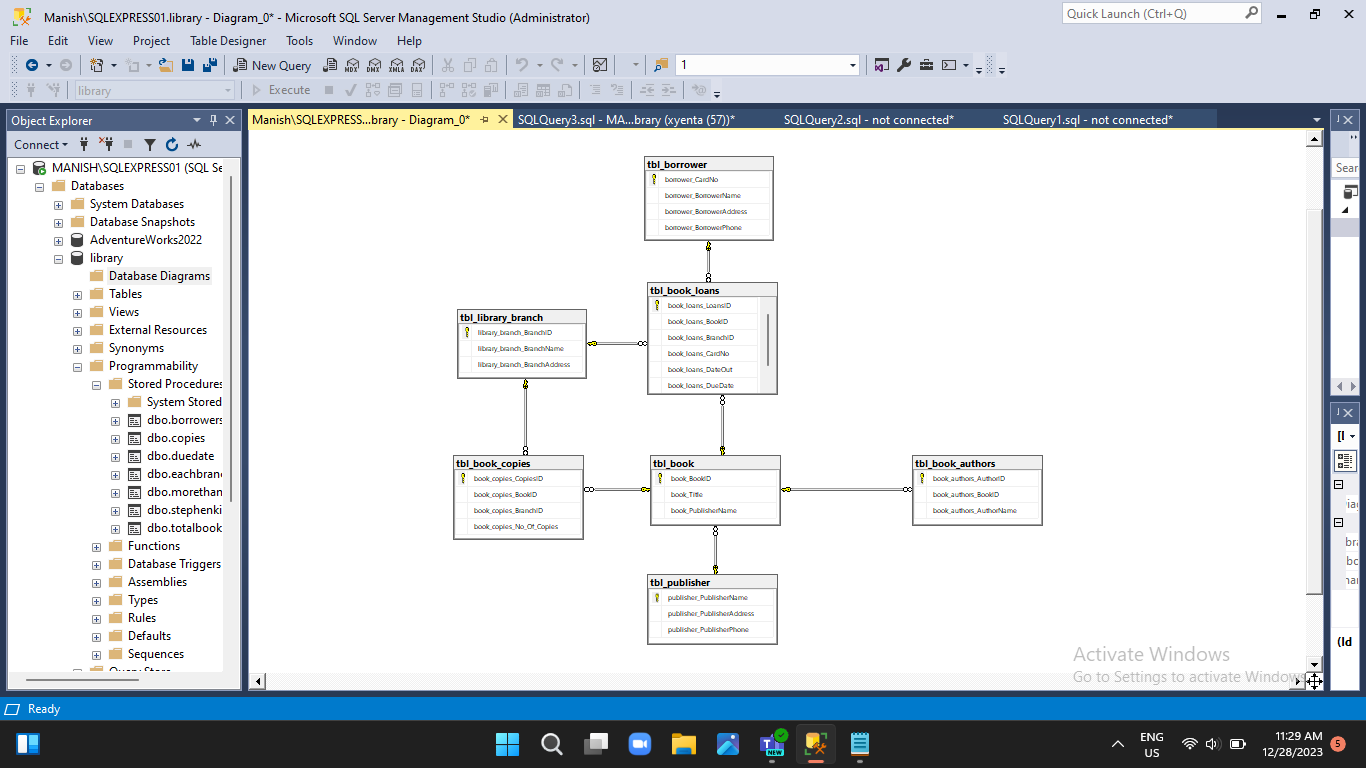 Manish\SQLEXPRESS01.library - Diagram_0* - Microsoft SQL Server Management Studio (Administrator)
Quick Launch (Ctrl+Q)
File Edit View Project Table Designer Tools Window Help
New Query
MDX DMX XMLA DAX
1
library
Execute
Object Explorer
Manish\SQLEXPRESS...brary - Diagram_0*
SQLQuery3.sql - MA...brary (xyenta (57))*
SQLQuery2.sql - not connected*
SQLQuery1.sql - not connected*
Connect
MANISH\SQLEXPRESS01 (SQL Se
Databases
System Databases
Database Snapshots
AdventureWorks2022
library
Database Diagrams
Tables
Views
External Resources
Synonyms
Programmability
Stored Procedures
System Stored
dbo.borrowers
dbo.copies
dbo.duedate
dbo.eachbran
dbo.morethan
dbo.stephenki
dbo.totalbook
Functions
Database Triggers
Assemblies
Types
Rules
Defaults
Sequences
tbl_borrower
borrower_CardNo
borrower_BorrowerName
borrower_BorrowerAddress
borrower_BorrowerPhone
tbl_book_loans
book_loans_LoansID
book_loans_BookID
book_loans_BranchID
book_loans_CardNo
book_loans_DateOut
book_loans_DueDate
tbl_library_branch
library_branch_BranchID
library_branch_BranchName
library_branch_BranchAddress
tbl_book_copies
book_copies_CopiesID
book_copies_BookID
book_copies_BranchID
book_copies_No_Of_Copies
tbl_book
book_BookID
book_Title
book_PublisherName
tbl_book_authors
book_authors_AuthorID
book_authors_BookID
book_authors_AuthorName
tbl_publisher
publisher_PublisherName
publisher_PublisherAddress
publisher_PublisherPhone
Sear
(Id
Activate Windows
Go to Settings to activate Windows.
Ready
NEW
ENG
US
11:29 AM
12/28/2023
5